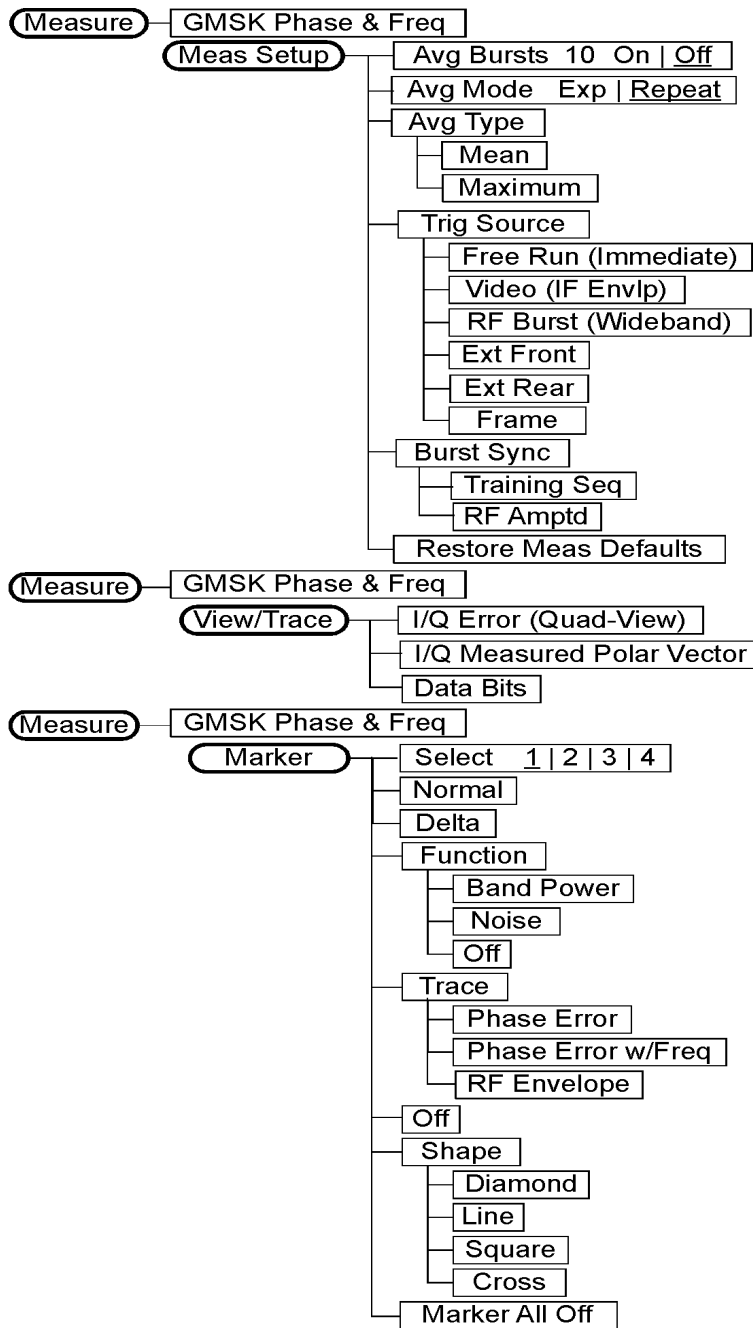 Measure GMSK Phase & Freq
Meas Setup Avg Bursts 10 On | Off
Avg Mode Exp | Repeat
Avg Type
Mean
Maximum
Trig Source
Free Run (Immediate)
Video (IF Envlp)
RF Burst (Wideband)
Ext Front
Ext Rear
Frame
Burst Sync
Training Seq
RF Amptd
Restore Meas Defaults
Measure GMSK Phase & Freq
View/Trace I/Q Error (Quad-View)
I/Q Measured Polar Vector
Data Bits
Measure GMSK Phase & Freq
Marker Select 1 | 2 | 3 | 4
Normal
Delta
Function
Band Power
Noise
Off
Trace
Phase Error
Phase Error w/Freq
RF Envelope
Off
Shape
Diamond
Line
Square
Cross
Marker All Off